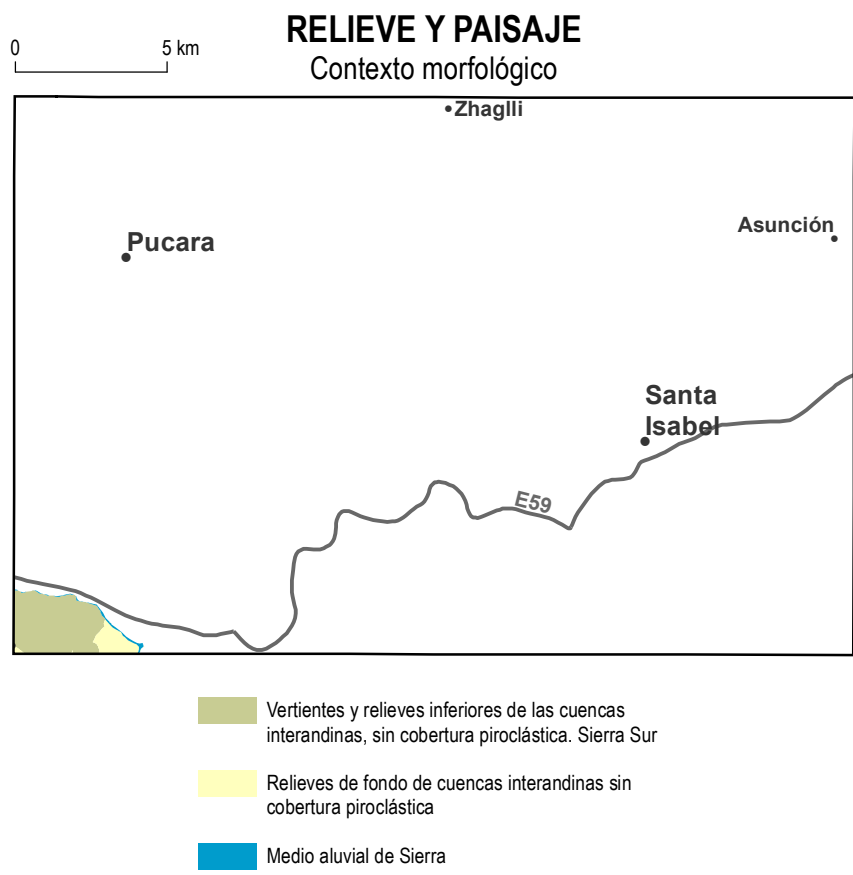 RELIEVE Y PAISAJE
Contexto morfológico
0 5 km
Zhaglli
Pucara
Asunción
Santa
Isabel
E59
Vertientes y relieves inferiores de las cuencas
interandinas, sin cobertura piroclástica. Sierra Sur
Relieves de fondo de cuencas interandinas sin
cobertura piroclástica
Medio aluvial de Sierra